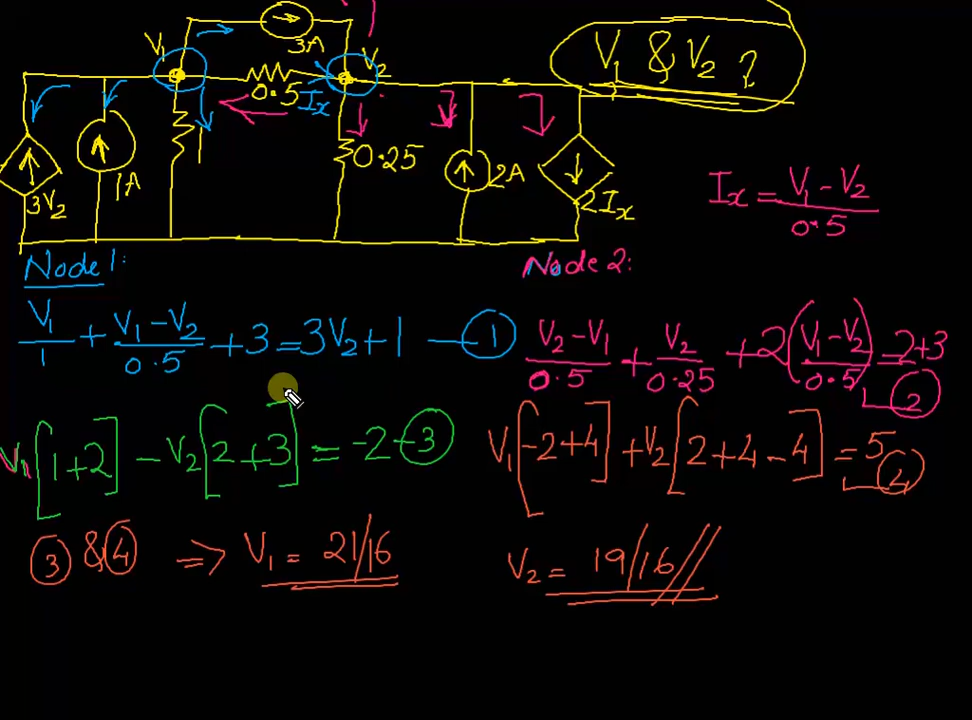 3A
V1
V2
V1 & V2 ?
0.5
Ix
1
0.25
1A
3V2
2A
2Ix
Ix = V1 - V2 / 0.5
Node 1:
Node 2:
V1/1 + V1 - V2 / 0.5 + 3 = 3V2 + 1 — 1
V2 - V1 / 0.5 + V2 / 0.25 + 2(V1 - V2 / 0.5) = 2+3
2
V1[1+2] - V2[2+3] = -2 - 3
V1[-2+4] + V2[2+4-4] = 5
4
3 & 4 => V1 = 21/16
V2 = 19/16//